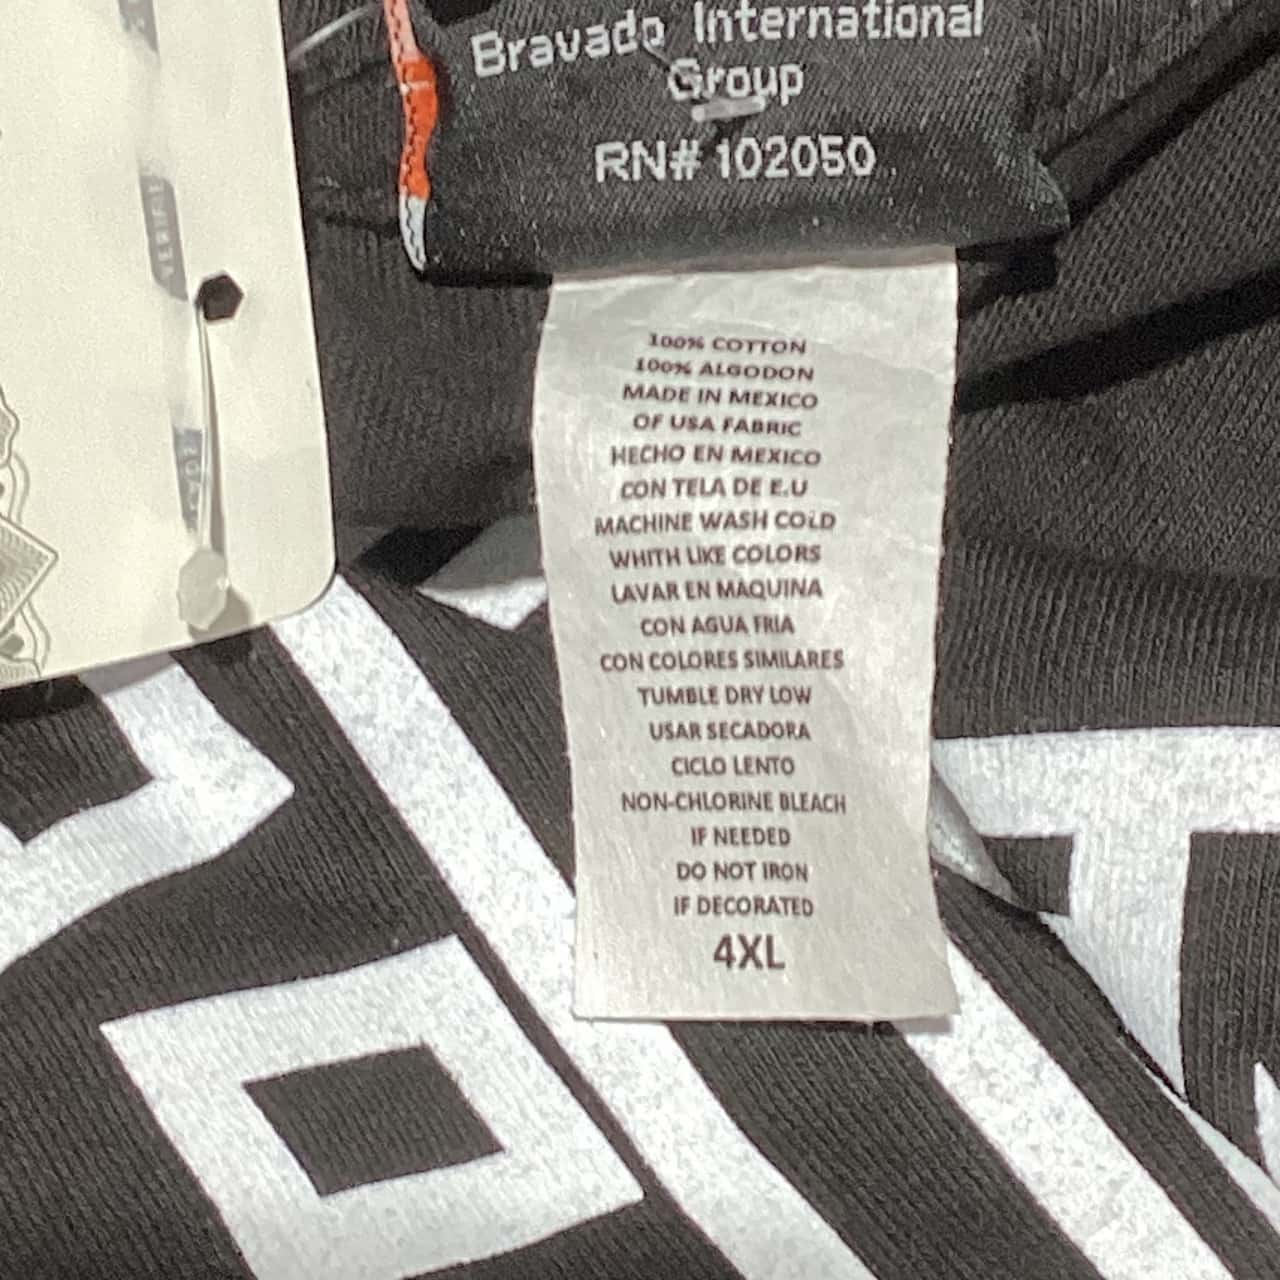 Bravado International
Group
RN# 102050
100% COTTON
100% ALGODON
MADE IN MEXICO
OF USA FABRIC
HECHO EN MEXICO
CON TELA DE E.U
MACHINE WASH COLD
WHITH LIKE COLORS
LAVAR EN MAQUINA
CON AGUA FRIA
CON COLORES SIMILARES
TUMBLE DRY LOW
USAR SECADORA
CICLO LENTO
NON-CHLORINE BLEACH
IF NEEDED
DO NOT IRON
IF DECORATED
4XL